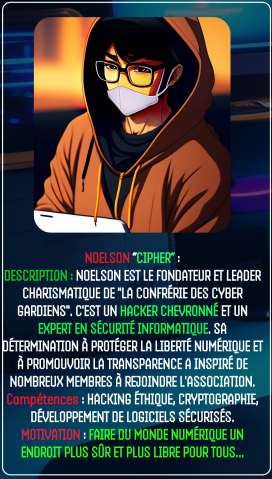 NOELSON "CIPHER" :
DESCRIPTION : NOELSON EST LE FONDATEUR ET LEADER
CHARISMATIQUE DE "LA CONFRÉRIE DES CYBER
GARDIENS". C'EST UN HACKER CHEVRONNÉ ET UN
EXPERT EN SÉCURITÉ INFORMATIQUE. SA
DÉTERMINATION À PROTÉGER LA LIBERTÉ NUMÉRIQUE ET
À PROMOUVOIR LA TRANSPARENCE A INSPIRÉ DE
NOMBREUX MEMBRES À REJOINDRE L'ASSOCIATION.
Compétences : HACKING ÉTHIQUE, CRYPTOGRAPHIE,
DÉVELOPPEMENT DE LOGICIELS SÉCURISÉS.
MOTIVATION : FAIRE DU MONDE NUMÉRIQUE UN
ENDROIT PLUS SÛR ET PLUS LIBRE POUR TOUS...